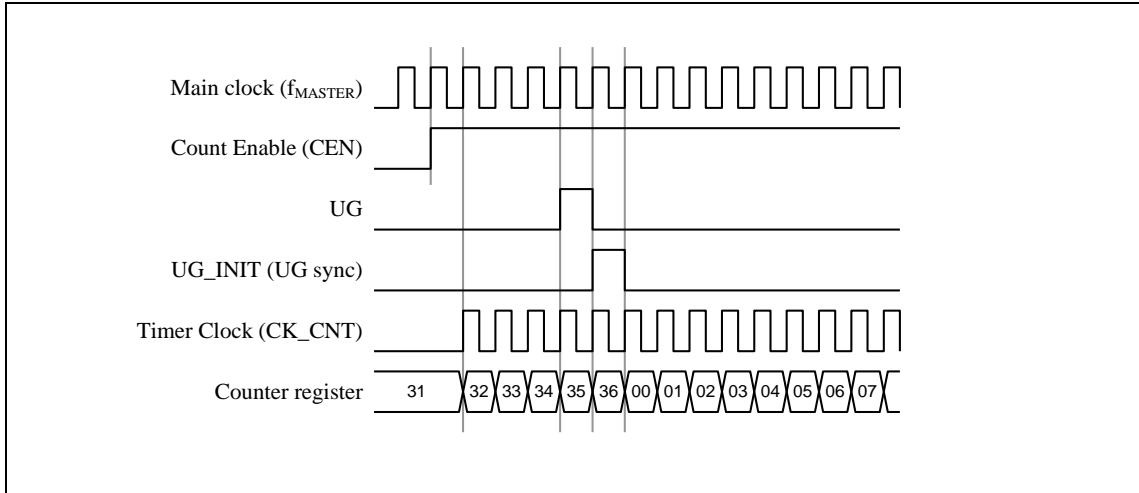 Main clock (fMASTER)
Count Enable (CEN)
UG
UG_INIT (UG sync)
Timer Clock (CK_CNT)
Counter register 31 32 33 34 35 36 00 01 02 03 04 05 06 07